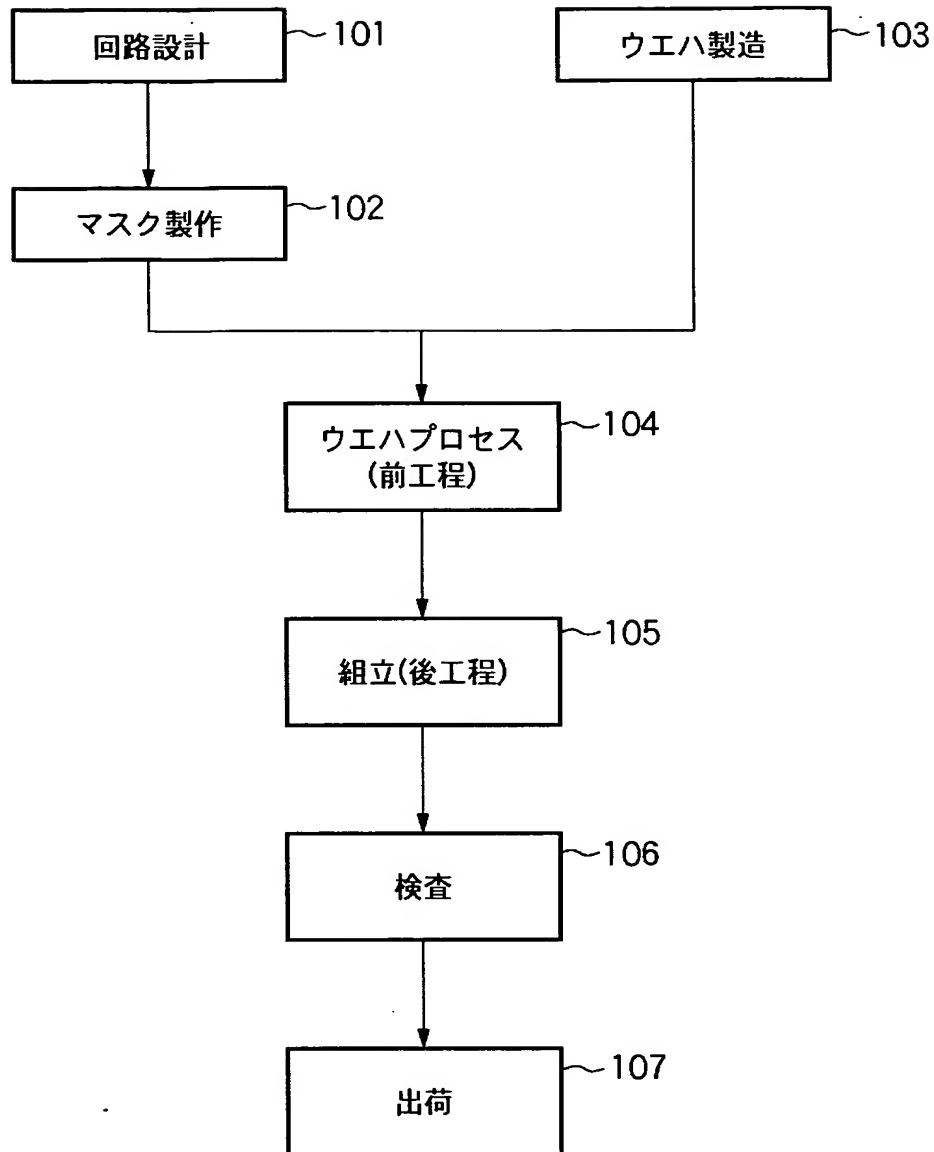 回路設計
101
ウエハ製造
103
マスク製作
102
ウエハプロセス
(前工程)
104
組立(後工程)
105
検査
106
出荷
107